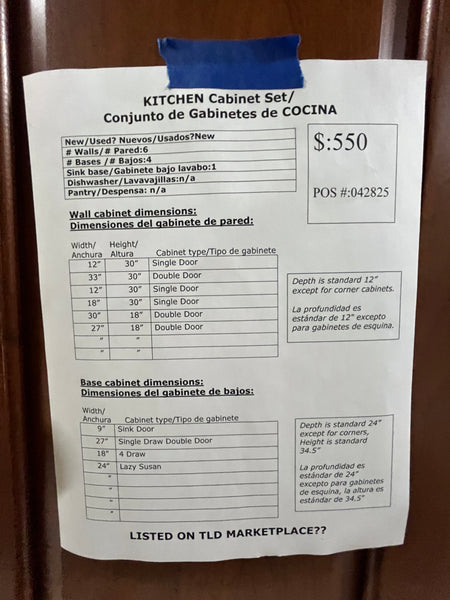 KITCHEN Cabinet Set/
Conjunto de Gabinetes de COCINA
New/Used? Nuevos/Usados?New
# Walls/# Pared:6
# Bases /# Bajos:4
Sink base/Gabinete bajo lavabo:1
Dishwasher/Lavavajillas:n/a
Pantry/Despensa: n/a
$:550
POS #:042825
Wall cabinet dimensions:
Dimensiones del gabinete de pared:
Width/ Anchura Height/ Altura Cabinet type/Tipo de gabinete
12" 30" Single Door
33" 30" Double Door
12" 30" Single Door
18" 30" Single Door
30" 18" Double Door
27" 18" Double Door
" "
" "
Depth is standard 12"
except for corner cabinets.
La profundidad es
estándar de 12" excepto
para gabinetes de esquina.
Base cabinet dimensions:
Dimensiones del gabinete de bajos:
Width/ Anchura Cabinet type/Tipo de gabinete
9" Sink Door
27" Single Draw Double Door
18" 4 Draw
24" Lazy Susan
"
"
"
"
Depth is standard 24"
except for corners,
Height is standard
34.5"
La profundidad es
estándar de 24"
excepto para gabinetes
de esquina, la altura es
estándar de 34.5"
LISTED ON TLD MARKETPLACE??